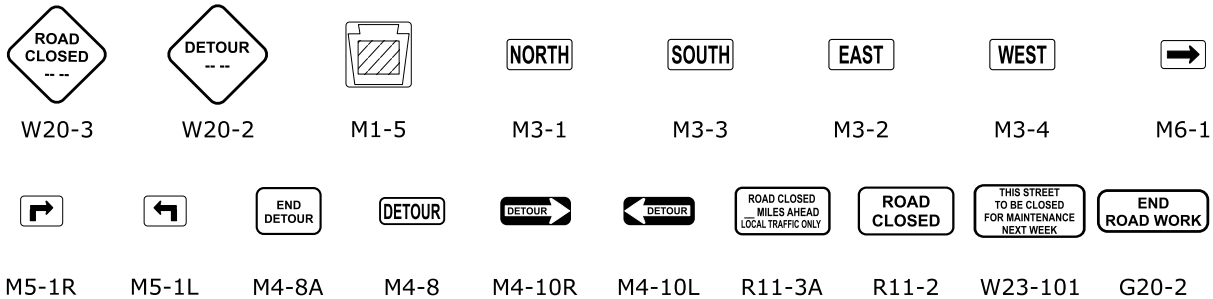 ROAD
CLOSED
-- --
DETOUR
-- --
NORTH
SOUTH
EAST
WEST
W20-3
W20-2
M1-5
M3-1
M3-3
M3-2
M3-4
M6-1
END
DETOUR
DETOUR
DETOUR
DETOUR
ROAD CLOSED
__ MILES AHEAD
LOCAL TRAFFIC ONLY
ROAD
CLOSED
THIS STREET
TO BE CLOSED
FOR MAINTENANCE
NEXT WEEK
END
ROAD WORK
M5-1R
M5-1L
M4-8A
M4-8
M4-10R
M4-10L
R11-3A
R11-2
W23-101
G20-2